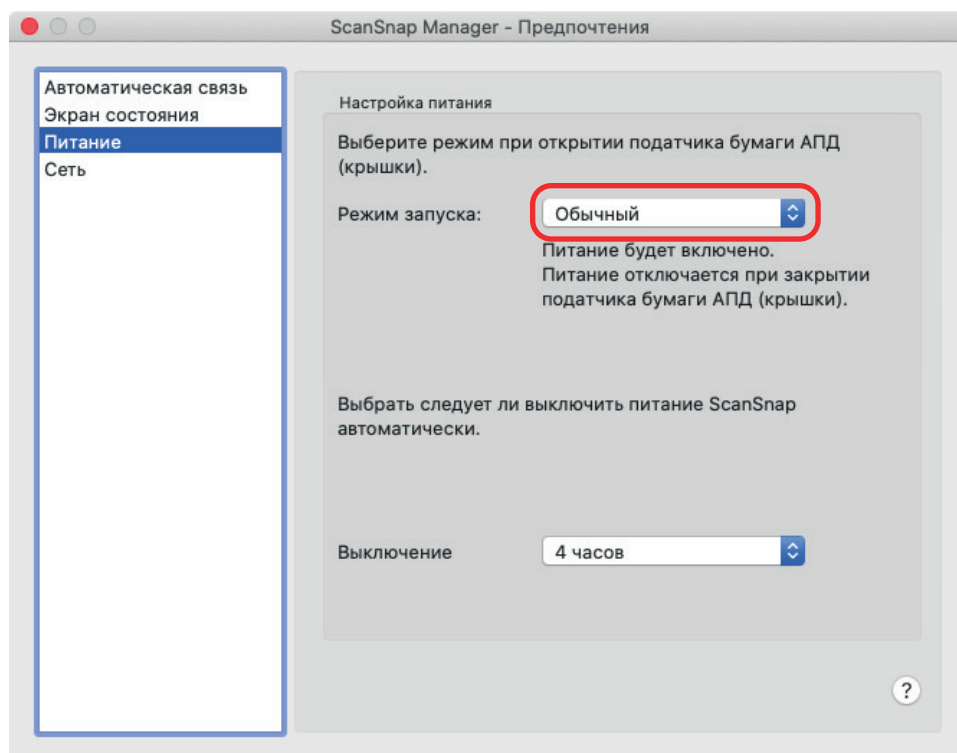 ScanSnap Manager - Предпочтения
Автоматическая связь
Экран состояния
Питание
Сеть
Настройка питания
Выберите режим при открытии податчика бумаги АПД
(крышки).
Режим запуска:
Обычный
Питание будет включено.
Питание отключается при закрытии
податчика бумаги АПД (крышки).
Выбрать следует ли выключить питание ScanSnap
автоматически.
Выключение
4 часов
?